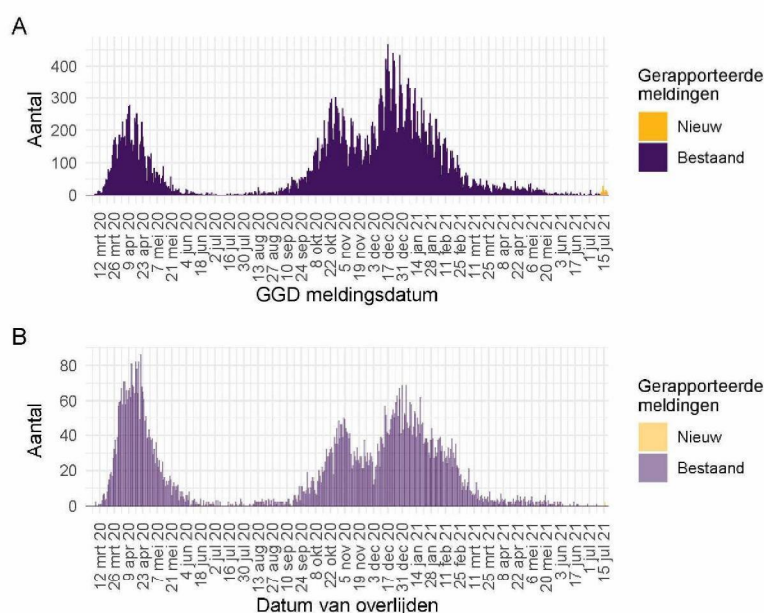 A
Aantal
400
300
200
100
0
12 mrt 20
26 mrt 20
9 apr 20
23 apr 20
7 mei 20
21 mei 20
4 jun 20
18 jun 20
2 jul 20
16 jul 20
30 jul 20
13 aug 20
27 aug 20
10 sep 20
24 sep 20
8 okt 20
22 okt 20
5 nov 20
19 nov 20
3 dec 20
17 dec 20
31 dec 20
14 jan 21
28 jan 21
11 feb 21
25 feb 21
11 mrt 21
25 mrt 21
8 apr 21
22 apr 21
6 mei 21
20 mei 21
3 jun 21
17 jun 21
1 jul 21
15 jul 21
GGD meldingsdatum
Gerapporteerde
meldingen
Nieuw
Bestaand
B
Aantal
80
60
40
20
0
12 mrt 20
26 mrt 20
9 apr 20
23 apr 20
7 mei 20
21 mei 20
4 jun 20
18 jun 20
2 jul 20
16 jul 20
30 jul 20
13 aug 20
27 aug 20
10 sep 20
24 sep 20
8 okt 20
22 okt 20
5 nov 20
19 nov 20
3 dec 20
17 dec 20
31 dec 20
14 jan 21
28 jan 21
11 feb 21
25 feb 21
11 mrt 21
25 mrt 21
8 apr 21
22 apr 21
6 mei 21
20 mei 21
3 jun 21
17 jun 21
1 jul 21
15 jul 21
Datum van overlijden
Gerapporteerde
meldingen
Nieuw
Bestaand